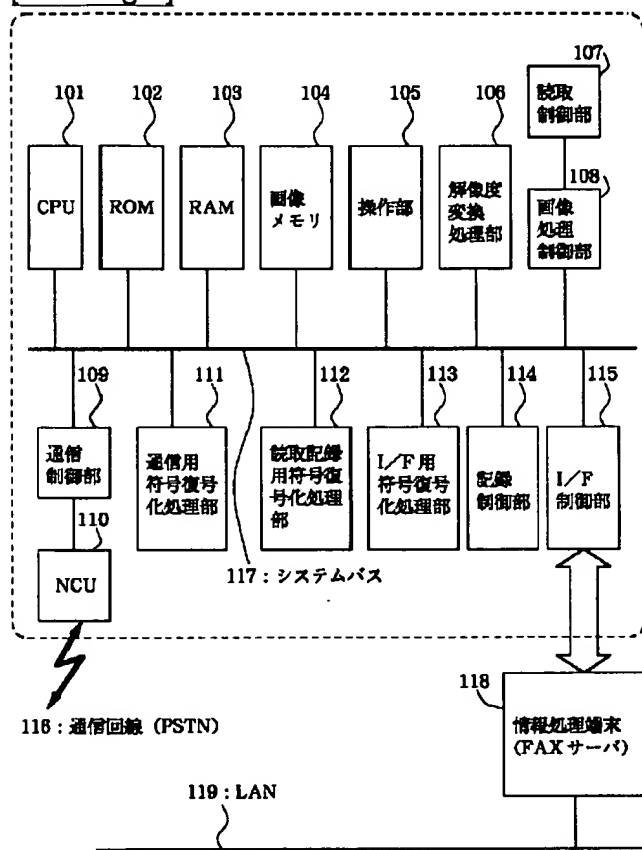 107
101 102 103 104 105 106
読取
制御部
108
CPU
ROM
RAM
画像
メモリ
操作部
解像度
変換
処理部
画像
処理
制御部
109 111 112 113 114 115
通信
制御部
通信用
符号復号
化処理部
読取記録
用符号復
号化処理
部
I/F用
符号復号
化処理部
記録
制御部
I/F
制御部
110
NCU
117：システムバス
116：通信回線（PSTN）
118
情報処理端末
(FAXサーバ)
119：LAN